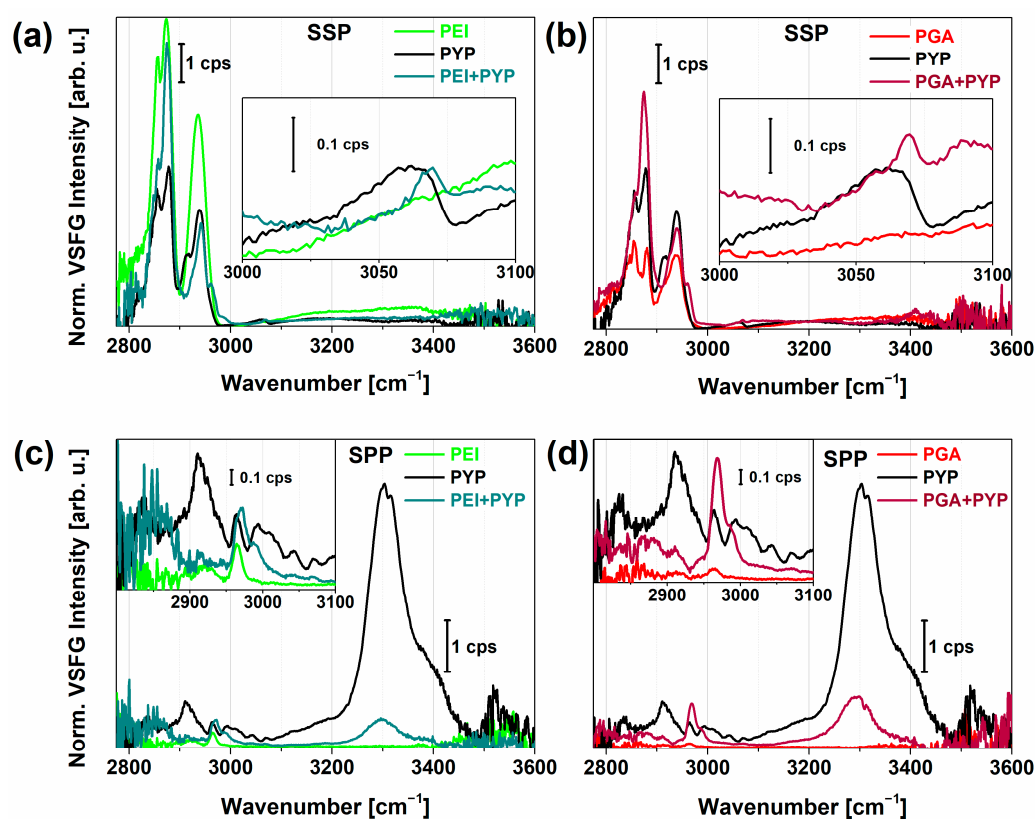 (a)
SSP
PEI
PYP
PEI+PYP
1 cps
0.1 cps
3000
3050
3100
2800
3000
3200
3400
3600
Wavenumber [cm⁻¹]
Norm. VSFG Intensity [arb. u.]
(b)
SSP
PGA
PYP
PGA+PYP
1 cps
0.1 cps
3000
3050
3100
2800
3000
3200
3400
3600
Wavenumber [cm⁻¹]
(c)
SPP
PEI
PYP
PEI+PYP
0.1 cps
2900
3000
3100
1 cps
2800
3000
3200
3400
3600
Wavenumber [cm⁻¹]
Norm. VSFG Intensity [arb. u.]
(d)
SPP
PGA
PYP
PGA+PYP
0.1 cps
2900
3000
3100
1 cps
2800
3000
3200
3400
3600
Wavenumber [cm⁻¹]